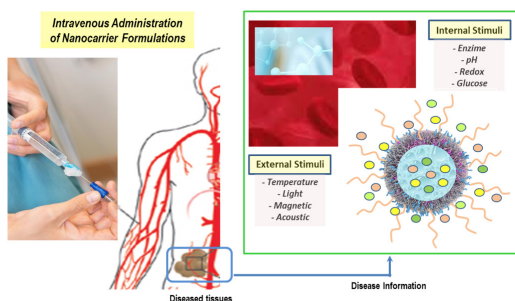 Intravenous Administration
of Nanocarrier Formulations
Internal Stimuli
- Enzime
- pH
- Redox
- Glucose
External Stimuli
- Temperature
- Light
- Magnetic
- Acoustic
Diseased tissues
Disease Information